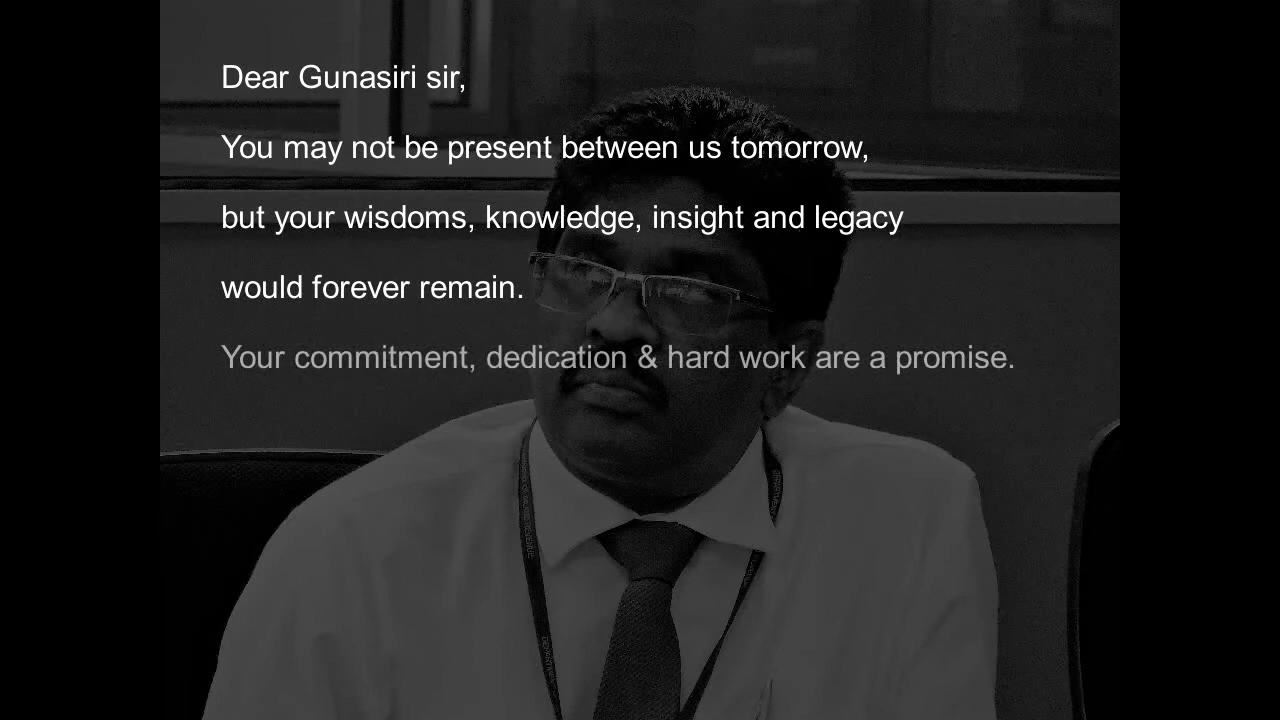 Dear Gunasiri sir,
You may not be present between us tomorrow,
but your wisdoms, knowledge, insight and legacy
would forever remain.
Your commitment, dedication & hard work are a promise.